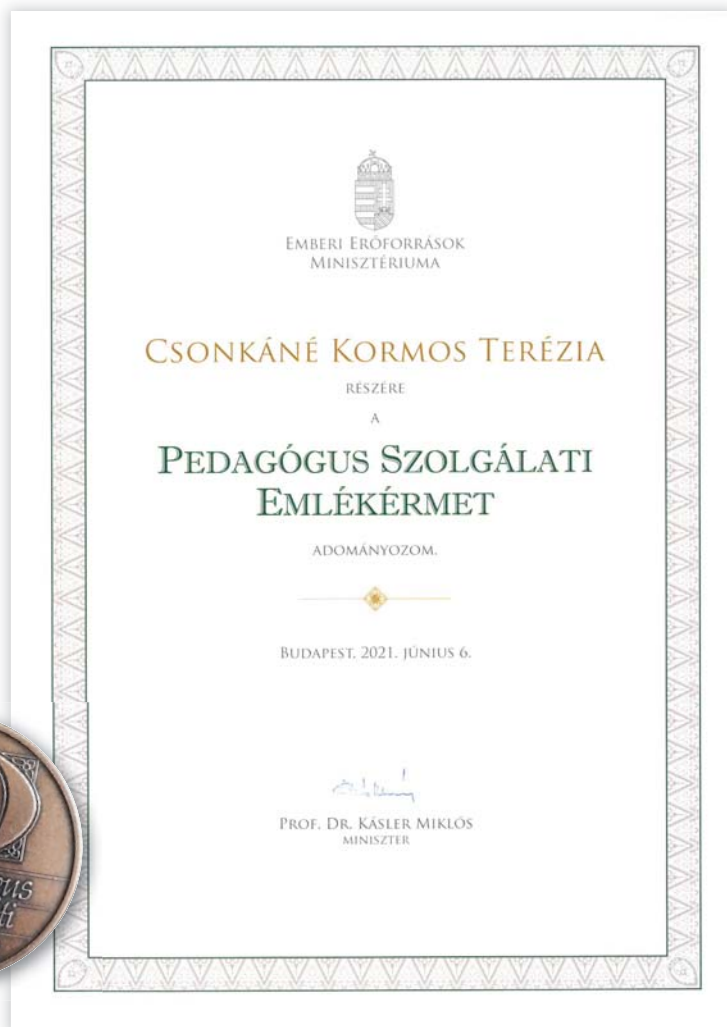 EMBERI ERŐFORRÁSOK
MINISZTÉRIUMA
CSONKÁNÉ KORMOS TERÉZIA
RÉSZÉRE
A
PEDAGÓGUS SZOLGÁLATI
EMLÉKÉRMET
ADOMÁNYOZOM.
BUDAPEST, 2021. JÚNIUS 6.
PROF. DR. KÁSLER MIKLÓS
MINISZTER